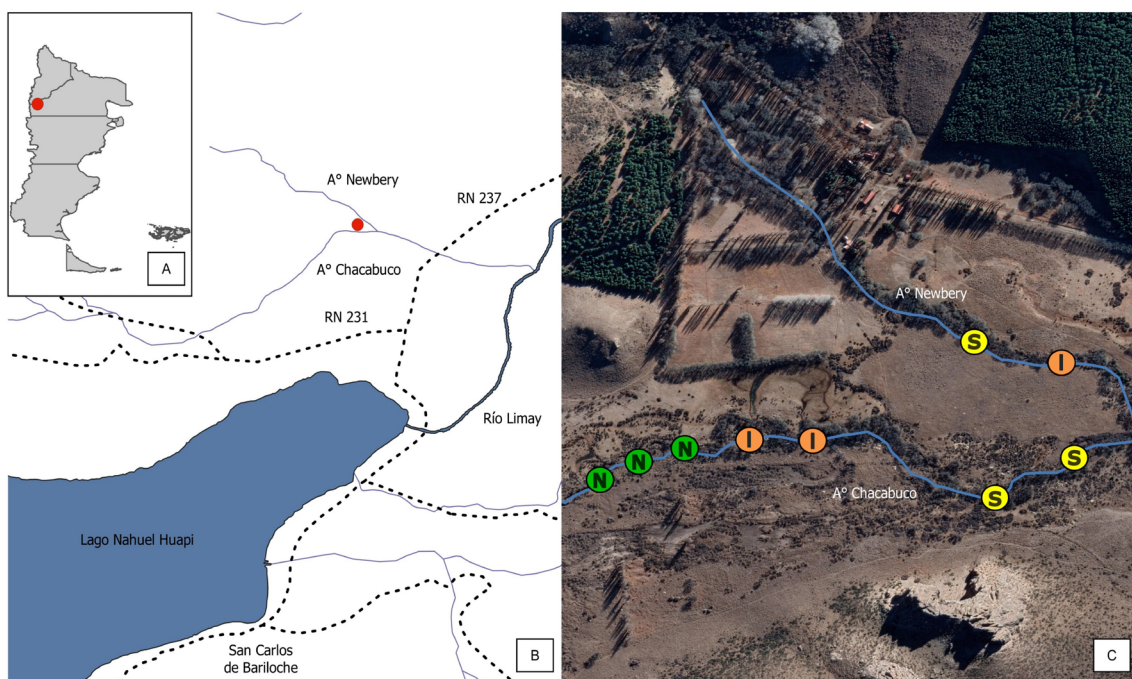 A
A° Newbery
RN 237
A° Chacabuco
RN 231
Río Limay
Lago Nahuel Huapi
San Carlos
de Bariloche
B
A° Newbery
S
I
N
N
N
I
I
S
S
A° Chacabuco
C